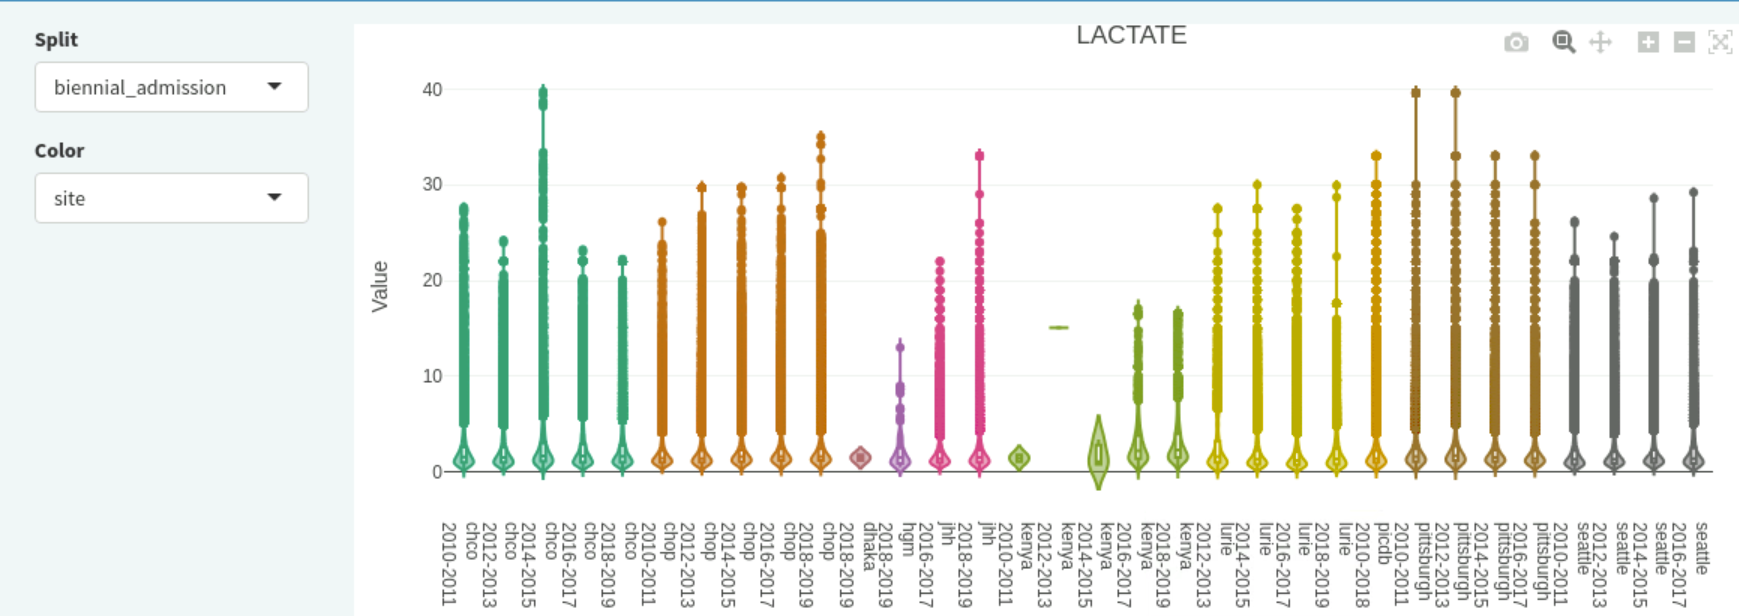 Split
biennial_admission
Color
site
LACTATE
Value
40
30
20
10
0
2010-2011 chco
2012-2013 chco
2014-2015 chco
2016-2017 chco
2018-2019 chco
2010-2011 chop
2012-2013 chop
2014-2015 chop
2016-2017 chop
2018-2019 chop
2018-2019 dhaka
2018-2019 hgm
2016-2017 jhh
2018-2019 jhh
2010-2011 kenya
2012-2013 kenya
2014-2015 kenya
2016-2017 kenya
2018-2019 kenya
2012-2013 lurie
2014-2015 lurie
2016-2017 lurie
2018-2019 lurie
2010-2018 picdb
2010-2011 pittsburgh
2012-2013 pittsburgh
2014-2015 pittsburgh
2016-2017 pittsburgh
2010-2011 seattle
2012-2013 seattle
2014-2015 seattle
2016-2017 seattle